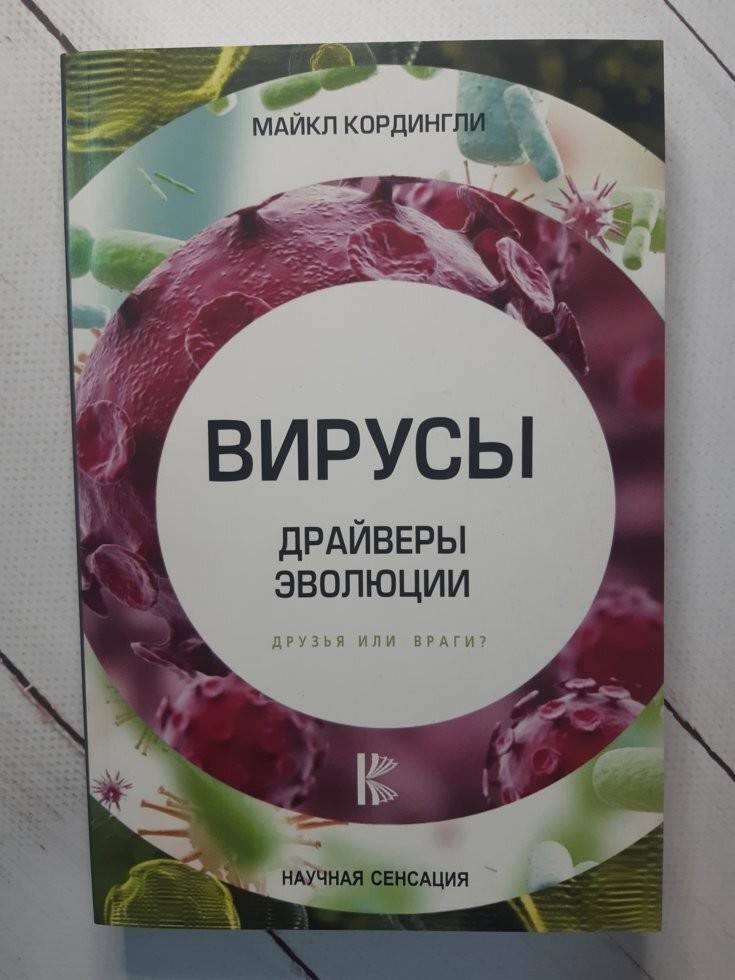 МАЙКЛ КОРДИНГЛИ
ВИРУСЫ
ДРАЙВЕРЫ
ЭВОЛЮЦИИ
ДРУЗЬЯ ИЛИ ВРАГИ?
К
НАУЧНАЯ СЕНСАЦИЯ